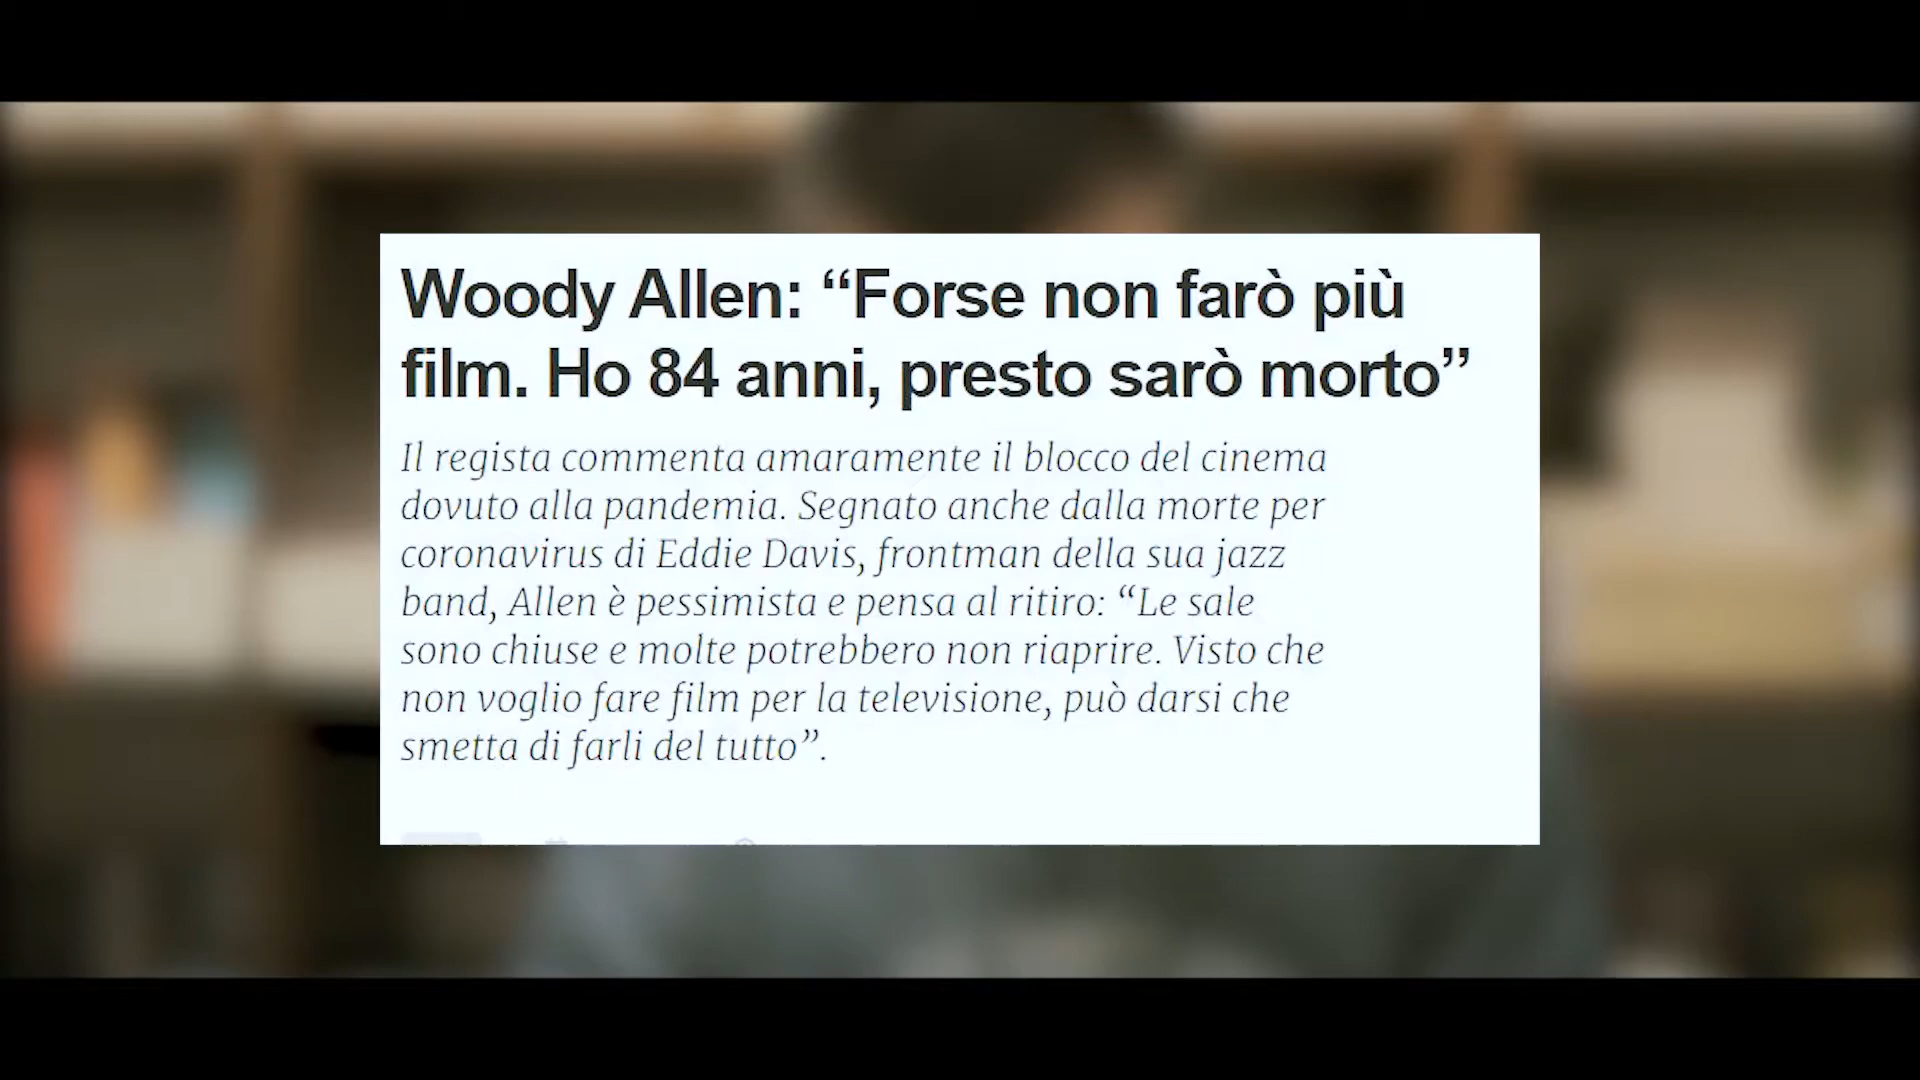 Woody Allen: “Forse non farò più
film. Ho 84 anni, presto sarò morto”
Il regista commenta amaramente il blocco del cinema
dovuto alla pandemia. Segnato anche dalla morte per
coronavirus di Eddie Davis, frontman della sua jazz
band, Allen è pessimista e pensa al ritiro: “Le sale
sono chiuse e molte potrebbero non riaprire. Visto che
non voglio fare film per la televisione, può darsi che
smetta di farli del tutto”.